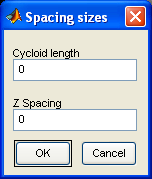 Spacing sizes
Cycloid length
0
Z Spacing
0
OK Cancel